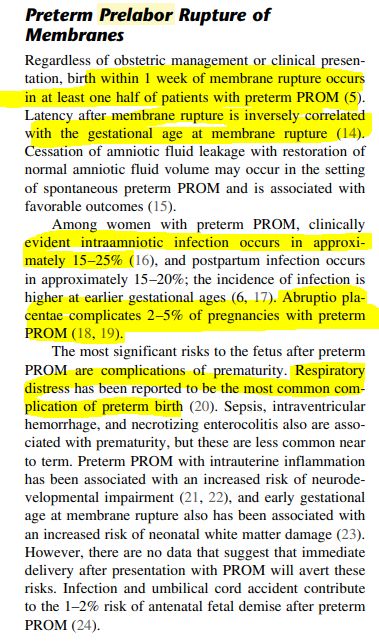 Preterm Prelabor Rupture of
Membranes
Regardless of obstetric management or clinical presen-
tation, birth within 1 week of membrane rupture occurs
in at least one half of patients with preterm PROM (5).
Latency after membrane rupture is inversely correlated
with the gestational age at membrane rupture (14).
Cessation of amniotic fluid leakage with restoration of
normal amniotic fluid volume may occur in the setting
of spontaneous preterm PROM and is associated with
favorable outcomes (15).
Among women with preterm PROM, clinically
evident intraamniotic infection occurs in approxi-
mately 15–25% (16), and postpartum infection occurs
in approximately 15–20%; the incidence of infection is
higher at earlier gestational ages (6, 17). Abruptio pla-
centae complicates 2–5% of pregnancies with preterm
PROM (18, 19).
The most significant risks to the fetus after preterm
PROM are complications of prematurity. Respiratory
distress has been reported to be the most common com-
plication of preterm birth (20). Sepsis, intraventricular
hemorrhage, and necrotizing enterocolitis also are asso-
ciated with prematurity, but these are less common near
to term. Preterm PROM with intrauterine inflammation
has been associated with an increased risk of neurode-
velopmental impairment (21, 22), and early gestational
age at membrane rupture also has been associated with
an increased risk of neonatal white matter damage (23).
However, there are no data that suggest that immediate
delivery after presentation with PROM will avert these
risks. Infection and umbilical cord accident contribute
to the 1–2% risk of antenatal fetal demise after preterm
PROM (24).